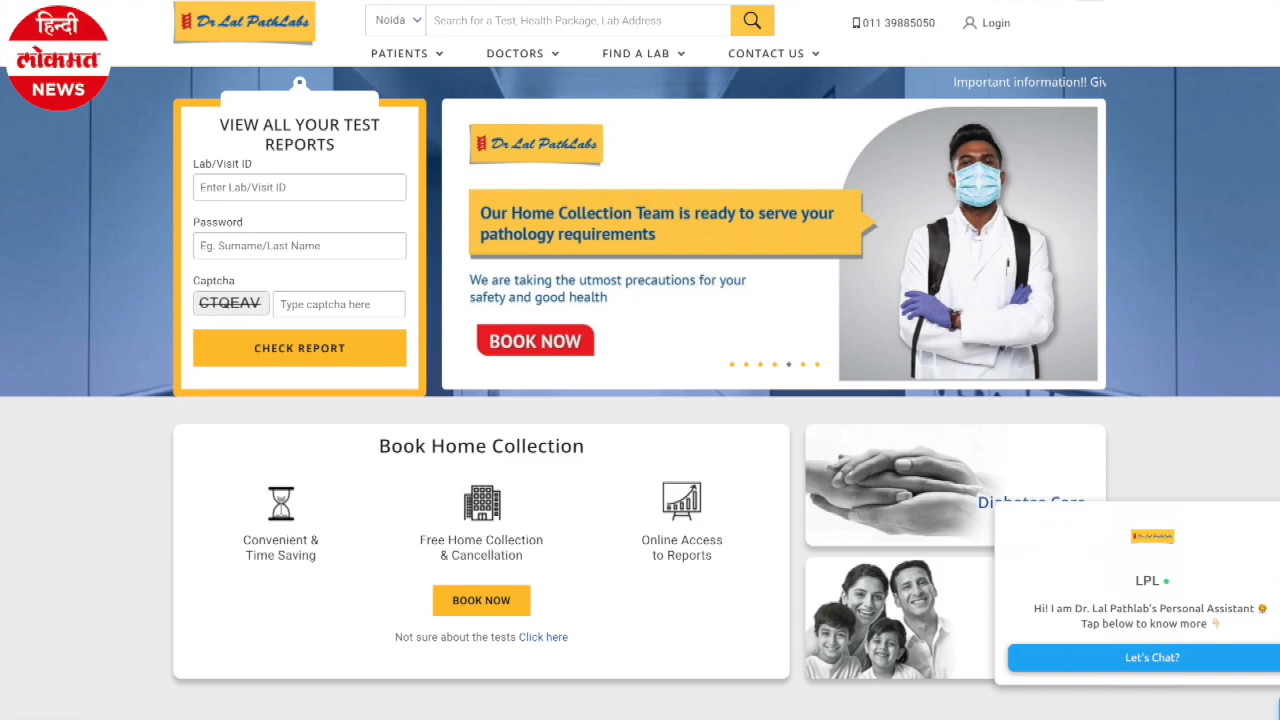 हिन्दी
लोकमत
NEWS
Dr Lal PathLabs
Noida
Search for a Test, Health Package, Lab Address
011 39885050
Login
PATIENTS
DOCTORS
FIND A LAB
CONTACT US
Important information!! Giv
VIEW ALL YOUR TEST
REPORTS
Lab/Visit ID
Enter Lab/Visit ID
Password
Eg. Surname/Last Name
Captcha
CTQEAV
Type captcha here
CHECK REPORT
Dr Lal PathLabs
Our Home Collection Team is ready to serve your
pathology requirements
We are taking the utmost precautions for your
safety and good health
BOOK NOW
Book Home Collection
Convenient &
Time Saving
Free Home Collection
& Cancellation
Online Access
to Reports
BOOK NOW
Not sure about the tests Click here
Diabetes Care
Dr Lal PathLabs
LPL
Hi! I am Dr. Lal Pathlab's Personal Assistant
Tap below to know more
Let's Chat?